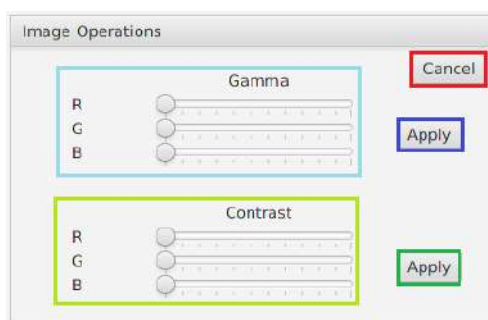 Image Operations
Cancel
Gamma
R
G
B
Apply
Contrast
R
G
B
Apply